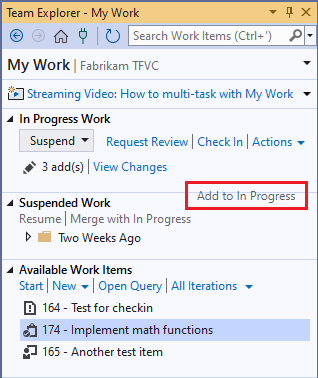 Team Explorer - My Work
Search Work Items (Ctrl+')
My Work | Fabrikam TFVC
Streaming Video: How to multi-task with My Work
In Progress Work
Suspend Request Review | Check In | Actions
3 add(s) | View Changes
Add to In Progress
Suspended Work
Resume | Merge with In Progress
Two Weeks Ago
Available Work Items
Start | New | Open Query | All Iterations
164 - Test for checkin
174 - Implement math functions
165 - Another test item